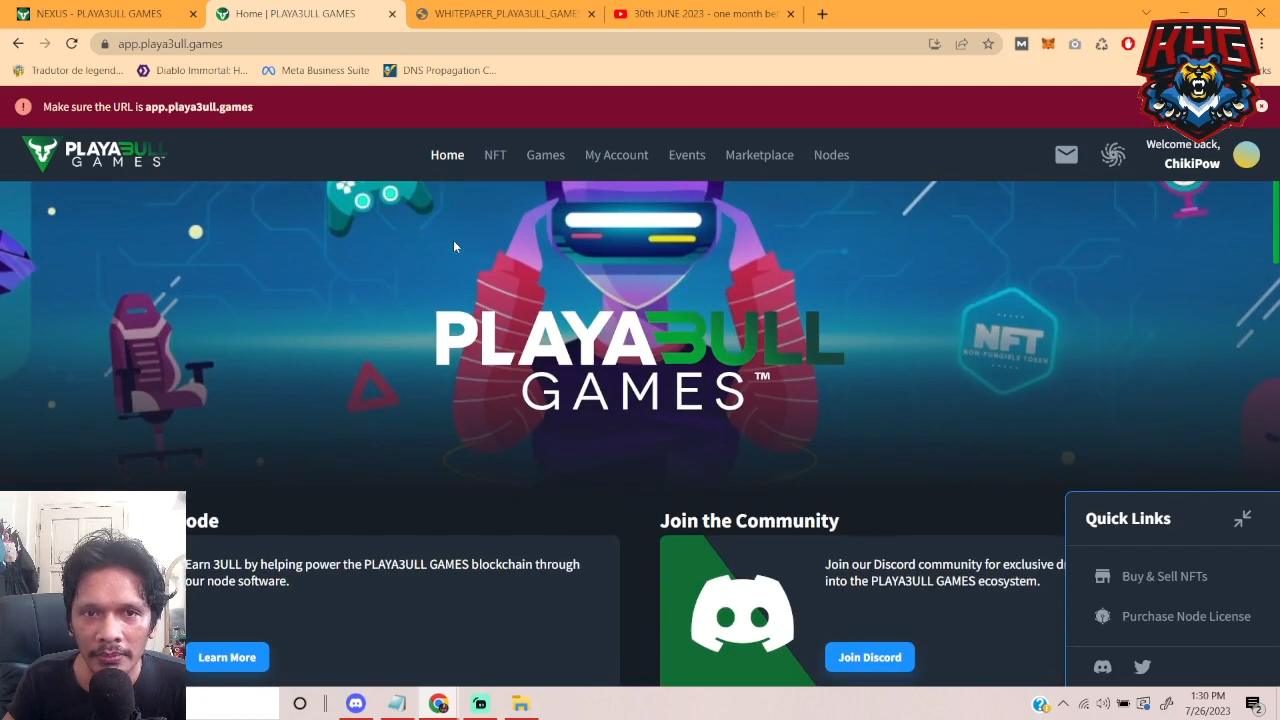 NEXUS - PLAYA3ULL GAMES
Home | PLAYA3ULL GAMES
WHITEPAPER_PLAYA3ULL_GAME
30th JUNE 2023 - one month bef
app.playa3ull.games
Tradutor de legend...
Diablo Immortal: H...
Meta Business Suite
DNS Propagation C...
KHG
Make sure the URL is app.playa3ull.games
PLAYA3ULL
GAMES
Home
NFT
Games
My Account
Events
Marketplace
Nodes
Welcome back,
ChikiPow
PLAYA3ULL
GAMES™
NFT
NON-FUNGIBLE TOKEN
ode
Earn 3ULL by helping power the PLAYA3ULL GAMES blockchain through
our node software.
Learn More
Join the Community
Join our Discord community for exclusive d
into the PLAYA3ULL GAMES ecosystem.
Join Discord
Quick Links
Buy & Sell NFTs
Purchase Node License
1:30 PM
7/26/2023